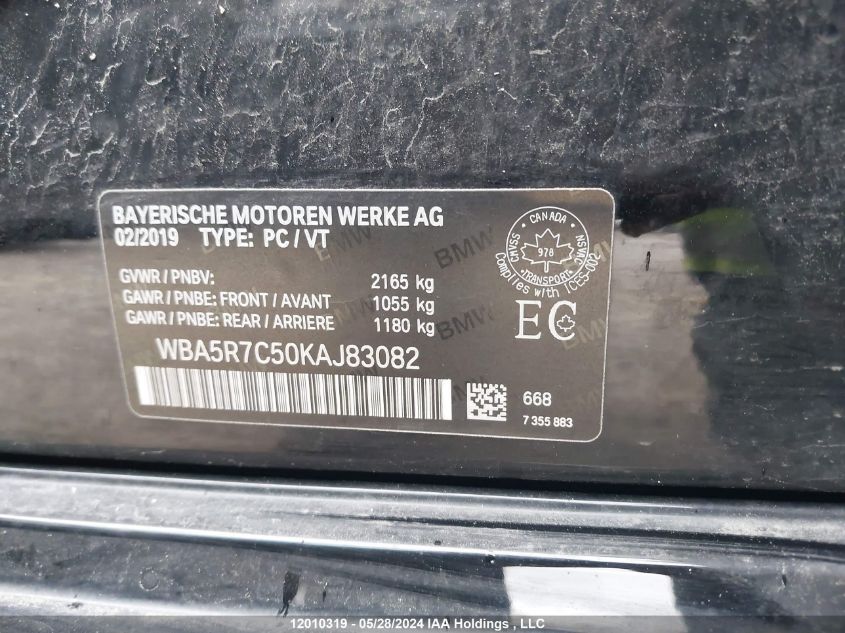 BAYERISCHE MOTOREN WERKE AG
02/2019 TYPE: PC / VT
GVWR / PNBV: 2165 kg
GAWR / PNBE: FRONT / AVANT 1055 kg
GAWR / PNBE: REAR / ARRIERE 1180 kg
WBA5R7C50KAJ83082
CANADA
CMVSS NSVAC
978
TRANSPORT
Complies with ICES-002
EC
668
7 355 883
BMW
BMW
12010319 - 05/28/2024 IAA Holdings , LLC